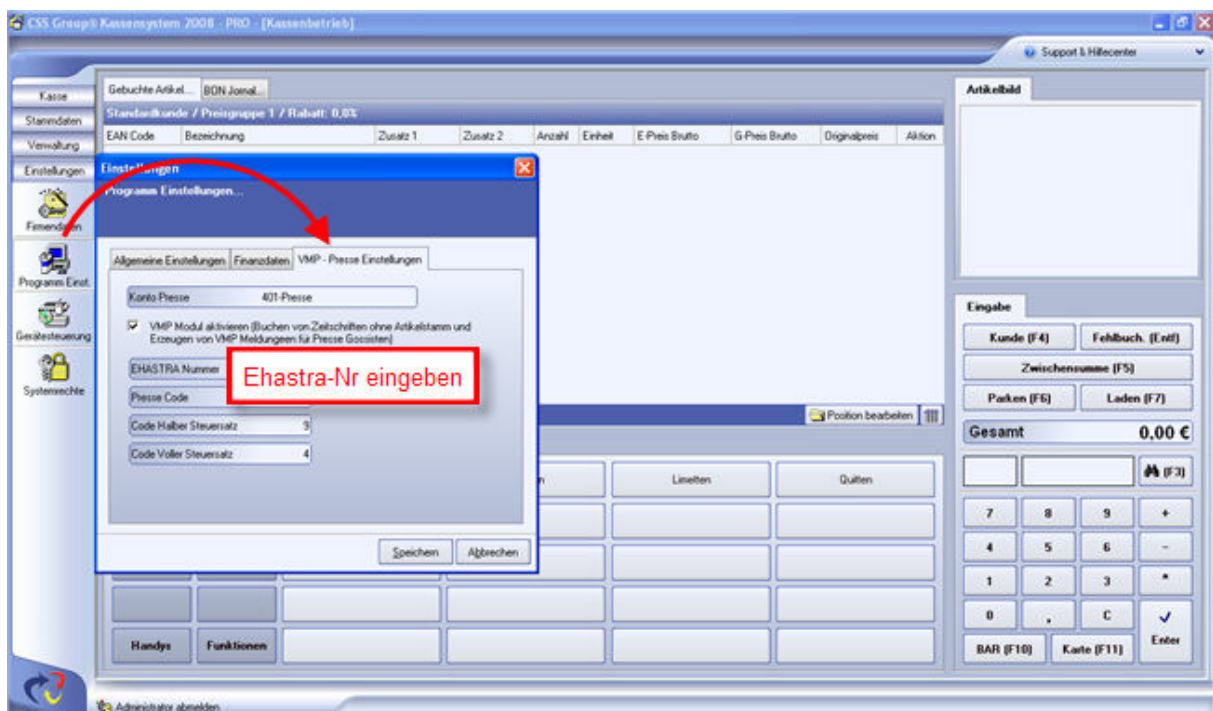 CSS Group® Kassensystem 2008 - PRO - [Kassenbetrieb]
Support & Hilfecenter
Kasse
Stammdaten
Verwaltung
Einstellungen
Firmendaten
Programm Einst.
Gerätesteuerung
Systemrechte
Gebuchte Artikel... BON Jornal...
Standardkunde / Preisgruppe 1 / Rabatt: 0,0%
EAN Code Bezeichnung Zusatz 1 Zusatz 2 Anzahl Einheit E-Preis Brutto G-Preis Brutto Originalpreis Aktion
Einstellungen
Programm Einstellungen...
Allgemeine Einstellungen Finanzdaten VMP - Presse Einstellungen
Konto Presse 401-Presse
VMP Modul aktivieren (Buchen von Zeitschriften ohne Artikelstamm und
Erzeugen von VMP Meldungeen für Presse Gossisten)
EHASTRA Nummer
Ehastra-Nr eingeben
Presse Code
Code Halber Steuersatz 3
Code Voller Steuersatz 4
Speichern Abbrechen
Position bearbeiten
n Limetten Quitten
Handys Funktionen
Artikelbild
Eingabe
Kunde (F4) Fehlbuch. (Entf)
Zwischensumme (F5)
Parken (F6) Laden (F7)
Gesamt 0,00 €
(F3)
7 8 9 +
4 5 6 -
1 2 3 *
0 , C
Enter
BAR (F10) Karte (F11)
Administrator abmelden